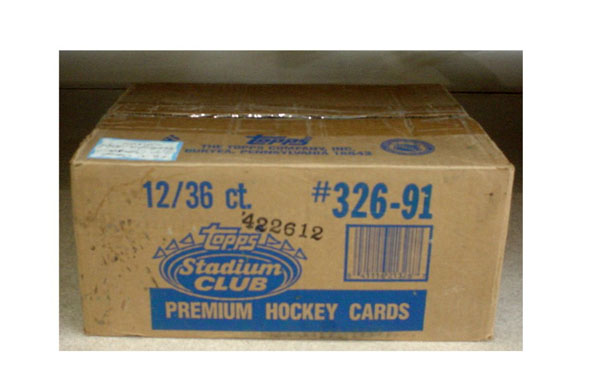 Topps
THE TOPPS COMPANY, INC.
DURYEA, PENNSYLVANIA 18642
12/36 ct. #326-91
422612
Topps
Stadium
CLUB
PREMIUM HOCKEY CARDS